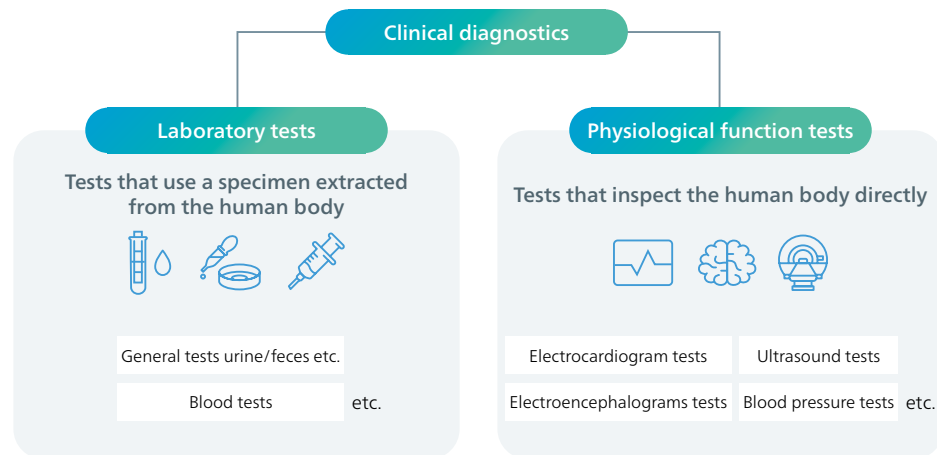 Clinical diagnostics
Laboratory tests
Tests that use a specimen extracted
from the human body
General tests urine/feces etc.
Blood tests
etc.
Physiological function tests
Tests that inspect the human body directly
Electrocardiogram tests
Ultrasound tests
Electroencephalograms tests
Blood pressure tests
etc.